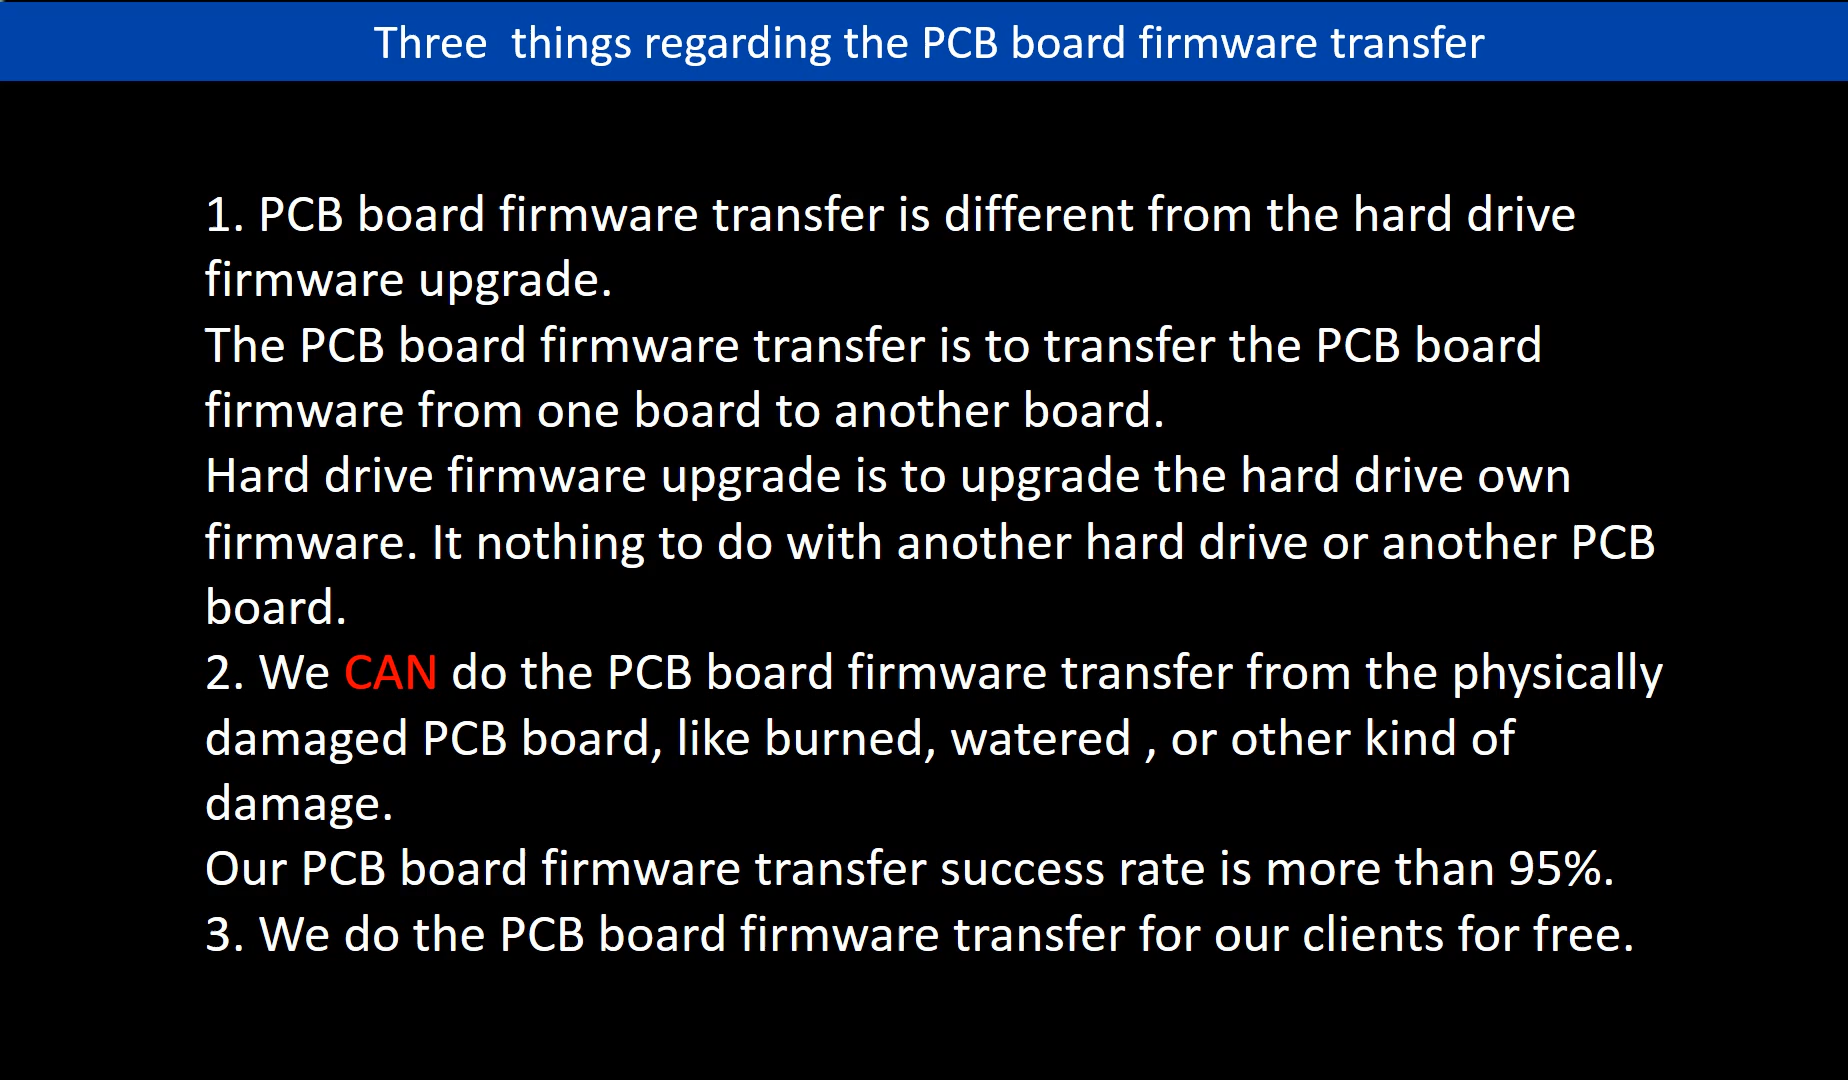 Three  things regarding the PCB board firmware transfer
1. PCB board firmware transfer is different from the hard drive
firmware upgrade.
The PCB board firmware transfer is to transfer the PCB board
firmware from one board to another board.
Hard drive firmware upgrade is to upgrade the hard drive own
firmware. It nothing to do with another hard drive or another PCB
board.
2. We CAN do the PCB board firmware transfer from the physically
damaged PCB board, like burned, watered , or other kind of
damage.
Our PCB board firmware transfer success rate is more than 95%.
3. We do the PCB board firmware transfer for our clients for free.